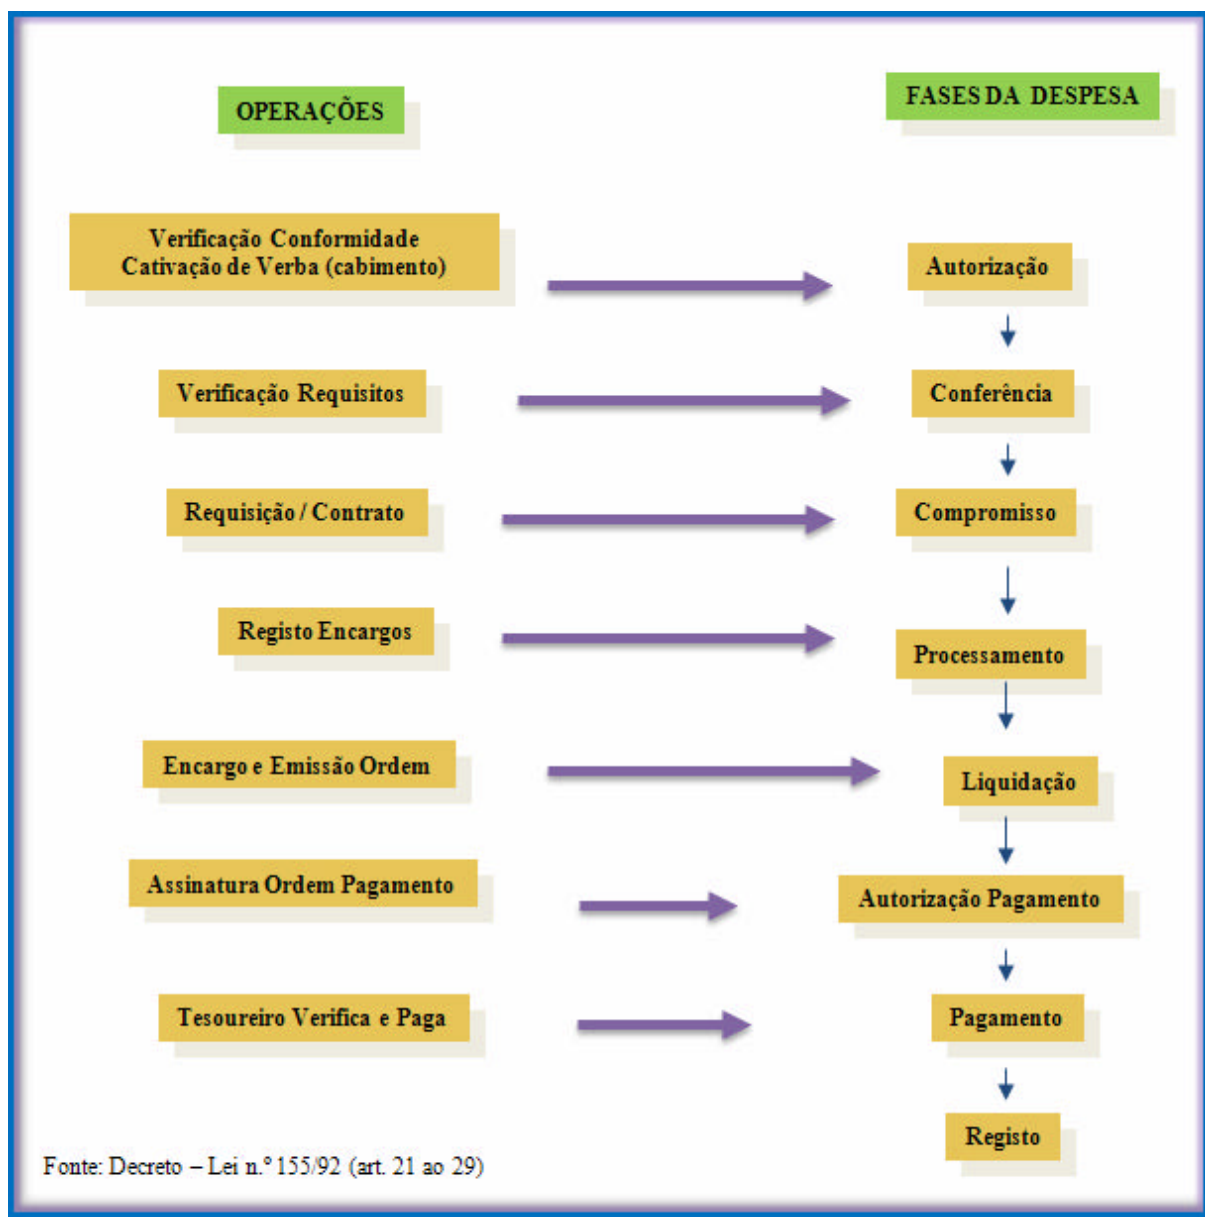 OPERAÇÕES
FASES DA DESPESA
Verificação Conformidade
Cativação de Verba (cabimento)
Autorização
Verificação Requisitos
Conferência
Requisição / Contrato
Compromisso
Registo Encargos
Processamento
Encargo e Emissão Ordem
Liquidação
Assinatura Ordem Pagamento
Autorização Pagamento
Tesoureiro Verifica e Paga
Pagamento
Registo
Fonte: Decreto – Lei n.º 155/92 (art. 21 ao 29)